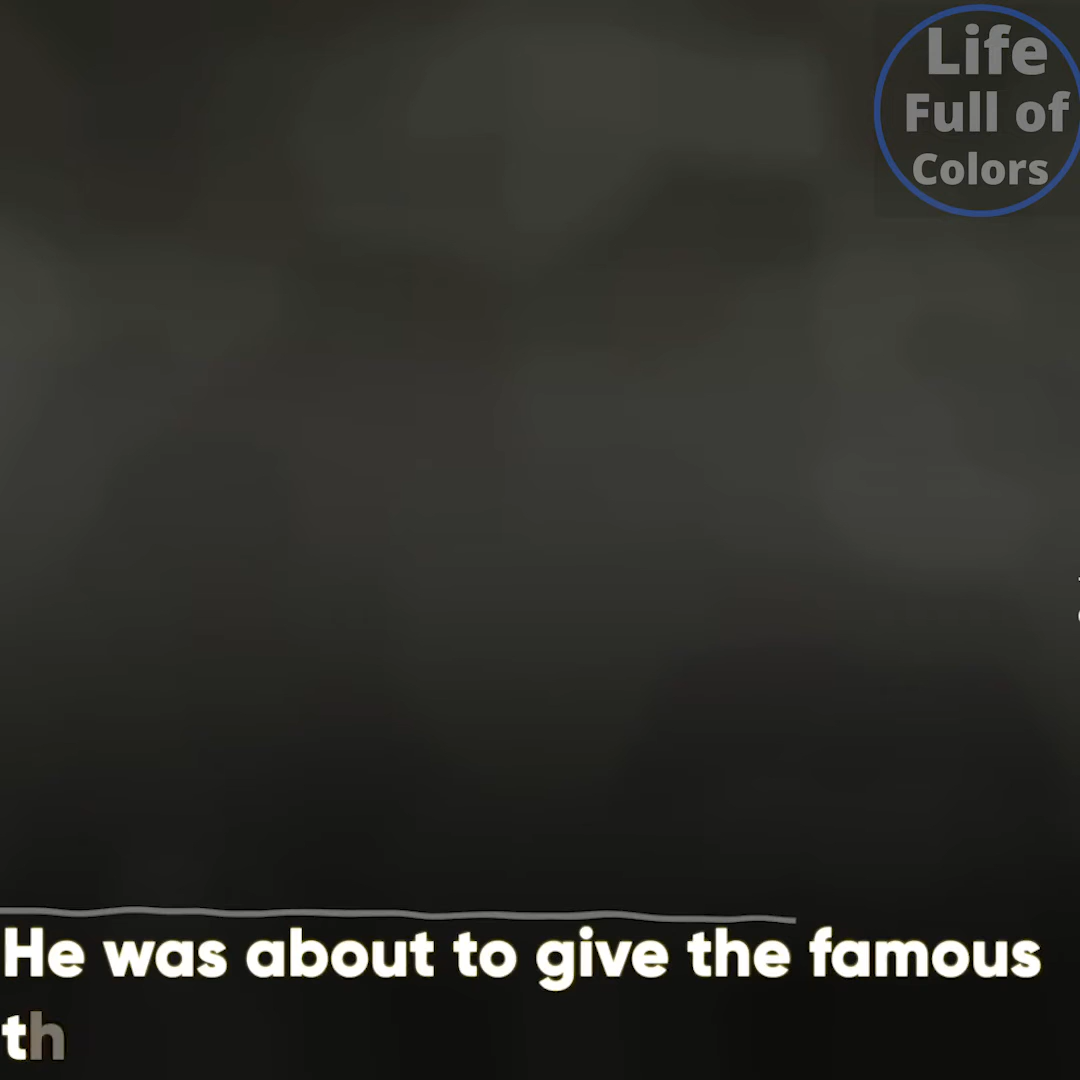 Life
Full of
Colors
He was about to give the famous
th